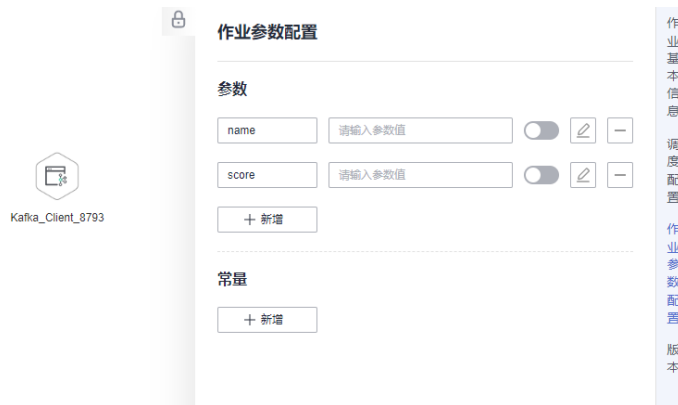 作业参数配置
参数
name 请输入参数值
score 请输入参数值
新增
常量
新增
Kafka_Client_8793
作业基本信息
调度配置
作业参数配置
版本